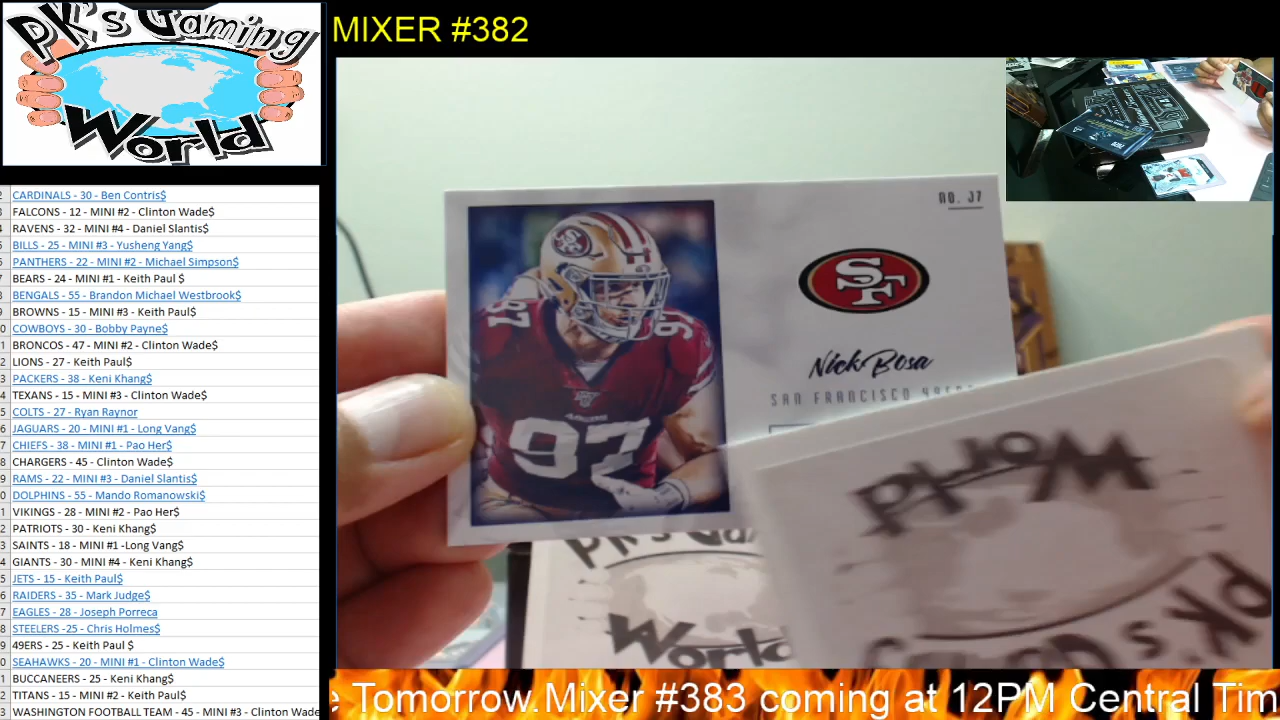 PK's Gaming
World
MIXER #382
CARDINALS - 30 - Ben Contris$
FALCONS - 12 - MINI #2 - Clinton Wade$
RAVENS - 32 - MINI #4 - Daniel Slantis$
BILLS - 25 - MINI #3 - Yusheng Yang$
PANTHERS - 22 - MINI #2 - Michael Simpson$
BEARS - 24 - MINI #1 - Keith Paul $
BENGALS - 55 - Brandon Michael Westbrook$
BROWNS - 15 - MINI #3 - Keith Paul$
COWBOYS - 30 - Bobby Payne$
BRONCOS - 47 - MINI #2 - Clinton Wade$
LIONS - 27 - Keith Paul$
PACKERS - 38 - Keni Khang$
TEXANS - 15 - MINI #3 - Clinton Wade$
COLTS - 27 - Ryan Raynor
JAGUARS - 20 - MINI #1 - Long Vang$
CHIEFS - 38 - MINI #1 - Pao Her$
CHARGERS - 45 - Clinton Wade$
RAMS - 22 - MINI #3 - Daniel Slantis$
DOLPHINS - 55 - Mando Romanowski$
VIKINGS - 28 - MINI #2 - Pao Her$
PATRIOTS - 30 - Keni Khang$
SAINTS - 18 - MINI #1 -Long Vang$
GIANTS - 30 - MINI #4 - Keni Khang$
JETS - 15 - Keith Paul$
RAIDERS - 35 - Mark Judge$
EAGLES - 28 - Joseph Porreca
STEELERS -25 - Chris Holmes$
49ERS - 25 - Keith Paul $
SEAHAWKS - 20 - MINI #1 - Clinton Wade$
BUCCANEERS - 25 - Keni Khang$
TITANS - 15 - MINI #2 - Keith Paul$
WASHINGTON FOOTBALL TEAM - 45 - MINI #3 - Clinton Wade
NO. J7
SF
Nick Bosa
SAN FRANCISCO 49ERS
97
97
97
World
PK's
PK's
World
e Tomorrow.Mixer #383 coming at 12PM Central Tim